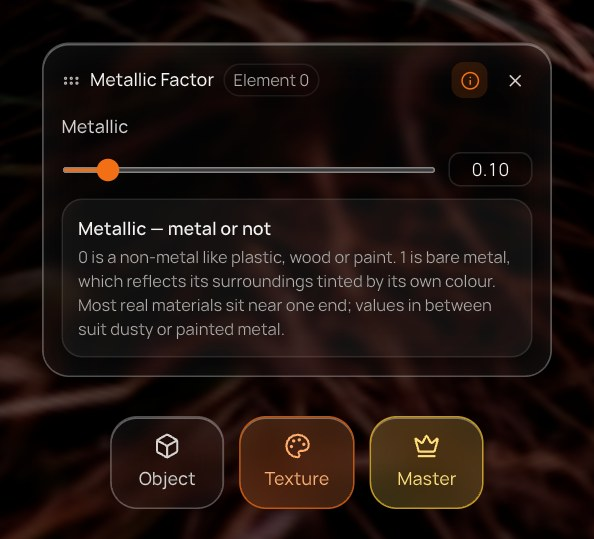 Metallic Factor Element 0
Metallic
0.10
Metallic — metal or not
0 is a non-metal like plastic, wood or paint. 1 is bare metal,
which reflects its surroundings tinted by its own colour.
Most real materials sit near one end; values in between
suit dusty or painted metal.
Object Texture Master